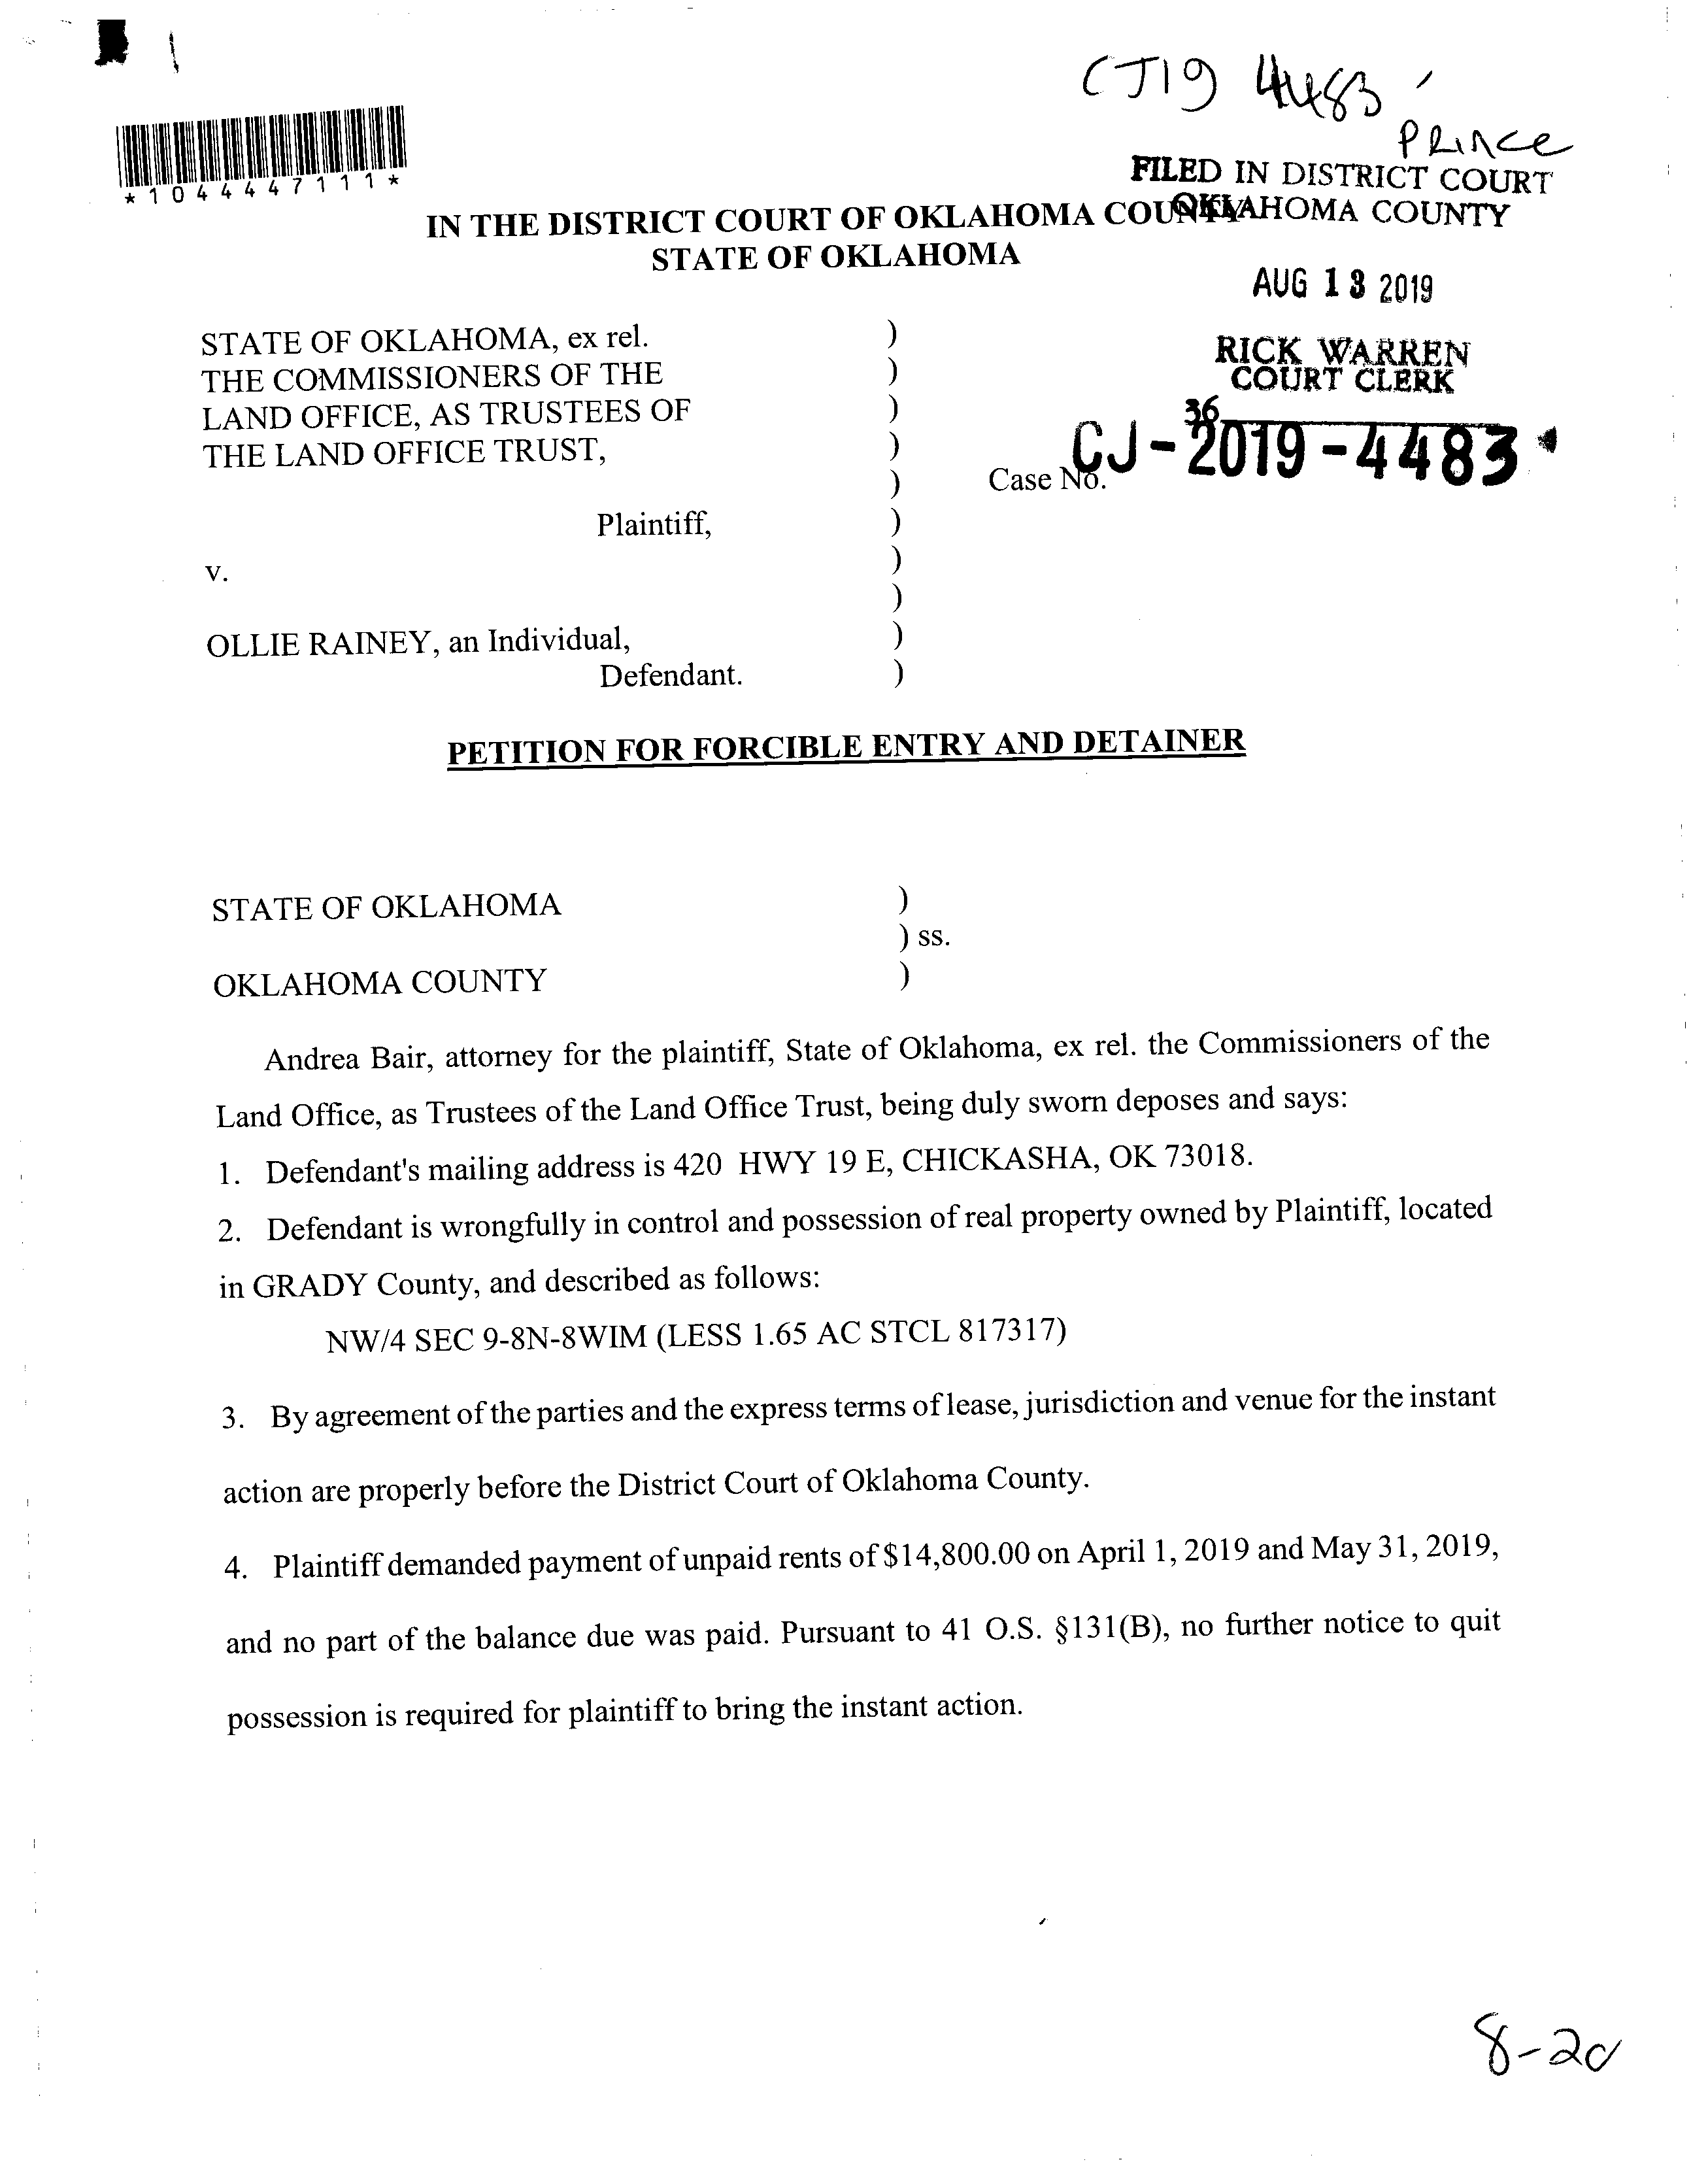 CJ19 4483
PRINCE
*1044447111*
FILED IN DISTRICT COURT
OKLAHOMA COUNTY
IN THE DISTRICT COURT OF OKLAHOMA COUNTY
STATE OF OKLAHOMA
AUG 13 2019
RICK WARREN
COURT CLERK
36
STATE OF OKLAHOMA, ex rel. )
THE COMMISSIONERS OF THE )
LAND OFFICE, AS TRUSTEES OF )
THE LAND OFFICE TRUST, )
) Case No. CJ-2019-4483
Plaintiff, )
v. )
)
OLLIE RAINEY, an Individual, )
Defendant. )
PETITION FOR FORCIBLE ENTRY AND DETAINER
STATE OF OKLAHOMA )
) ss.
OKLAHOMA COUNTY )
Andrea Bair, attorney for the plaintiff, State of Oklahoma, ex rel. the Commissioners of the
Land Office, as Trustees of the Land Office Trust, being duly sworn deposes and says:
1. Defendant's mailing address is 420 HWY 19 E, CHICKASHA, OK 73018.
2. Defendant is wrongfully in control and possession of real property owned by Plaintiff, located
in GRADY County, and described as follows:
NW/4 SEC 9-8N-8WIM (LESS 1.65 AC STCL 817317)
3. By agreement of the parties and the express terms of lease, jurisdiction and venue for the instant
action are properly before the District Court of Oklahoma County.
4. Plaintiff demanded payment of unpaid rents of $14,800.00 on April 1, 2019 and May 31, 2019,
and no part of the balance due was paid. Pursuant to 41 O.S. §131(B), no further notice to quit
possession is required for plaintiff to bring the instant action.